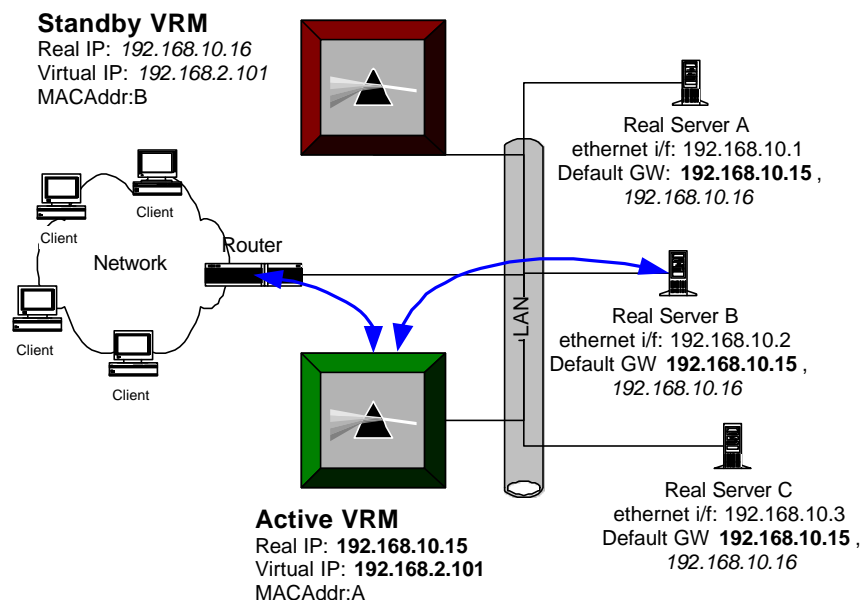 Standby VRM
Real IP: 192.168.10.16
Virtual IP: 192.168.2.101
MACAddr:B
Real Server A
ethernet i/f: 192.168.10.1
Default GW: 192.168.10.15 ,
192.168.10.16
Client
Client
Client
Client
Network
Router
LAN
Real Server B
ethernet i/f: 192.168.10.2
Default GW 192.168.10.15 ,
192.168.10.16
Active VRM
Real IP: 192.168.10.15
Virtual IP: 192.168.2.101
MACAddr:A
Real Server C
ethernet i/f: 192.168.10.3
Default GW 192.168.10.15 ,
192.168.10.16